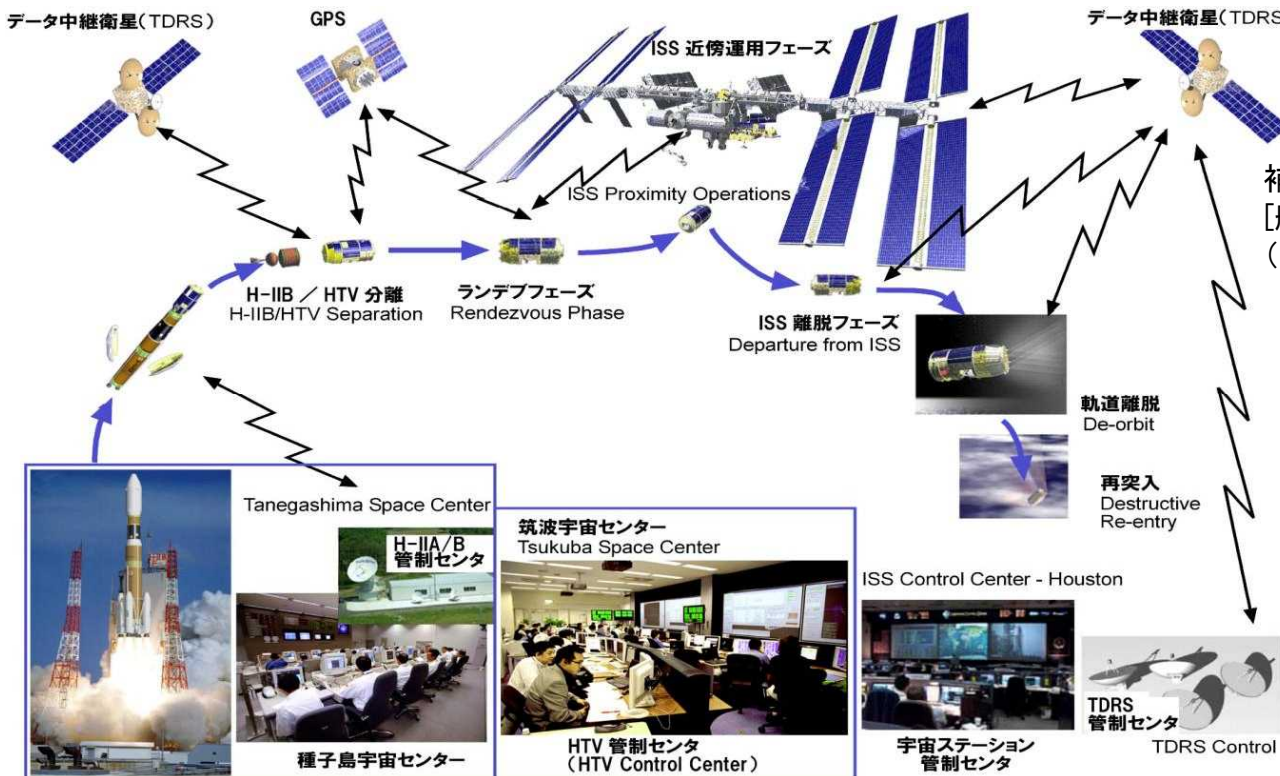 データ中継衛星(TDRS)
GPS
ISS 近傍運用フェーズ
データ中継衛星(TDRS
ISS Proximity Operations
H-IIB ／ HTV 分離
H-IIB/HTV Separation
ランデブフェーズ
Rendezvous Phase
ISS 離脱フェーズ
Departure from ISS
軌道離脱
De-orbit
再突入
Destructive
Re-entry
Tanegashima Space Center
H-IIA/B
管制センタ
種子島宇宙センター
筑波宇宙センター
Tsukuba Space Center
HTV 管制センタ
(HTV Control Center)
ISS Control Center - Houston
宇宙ステーション
管制センタ
TDRS
管制センタ
TDRS Control